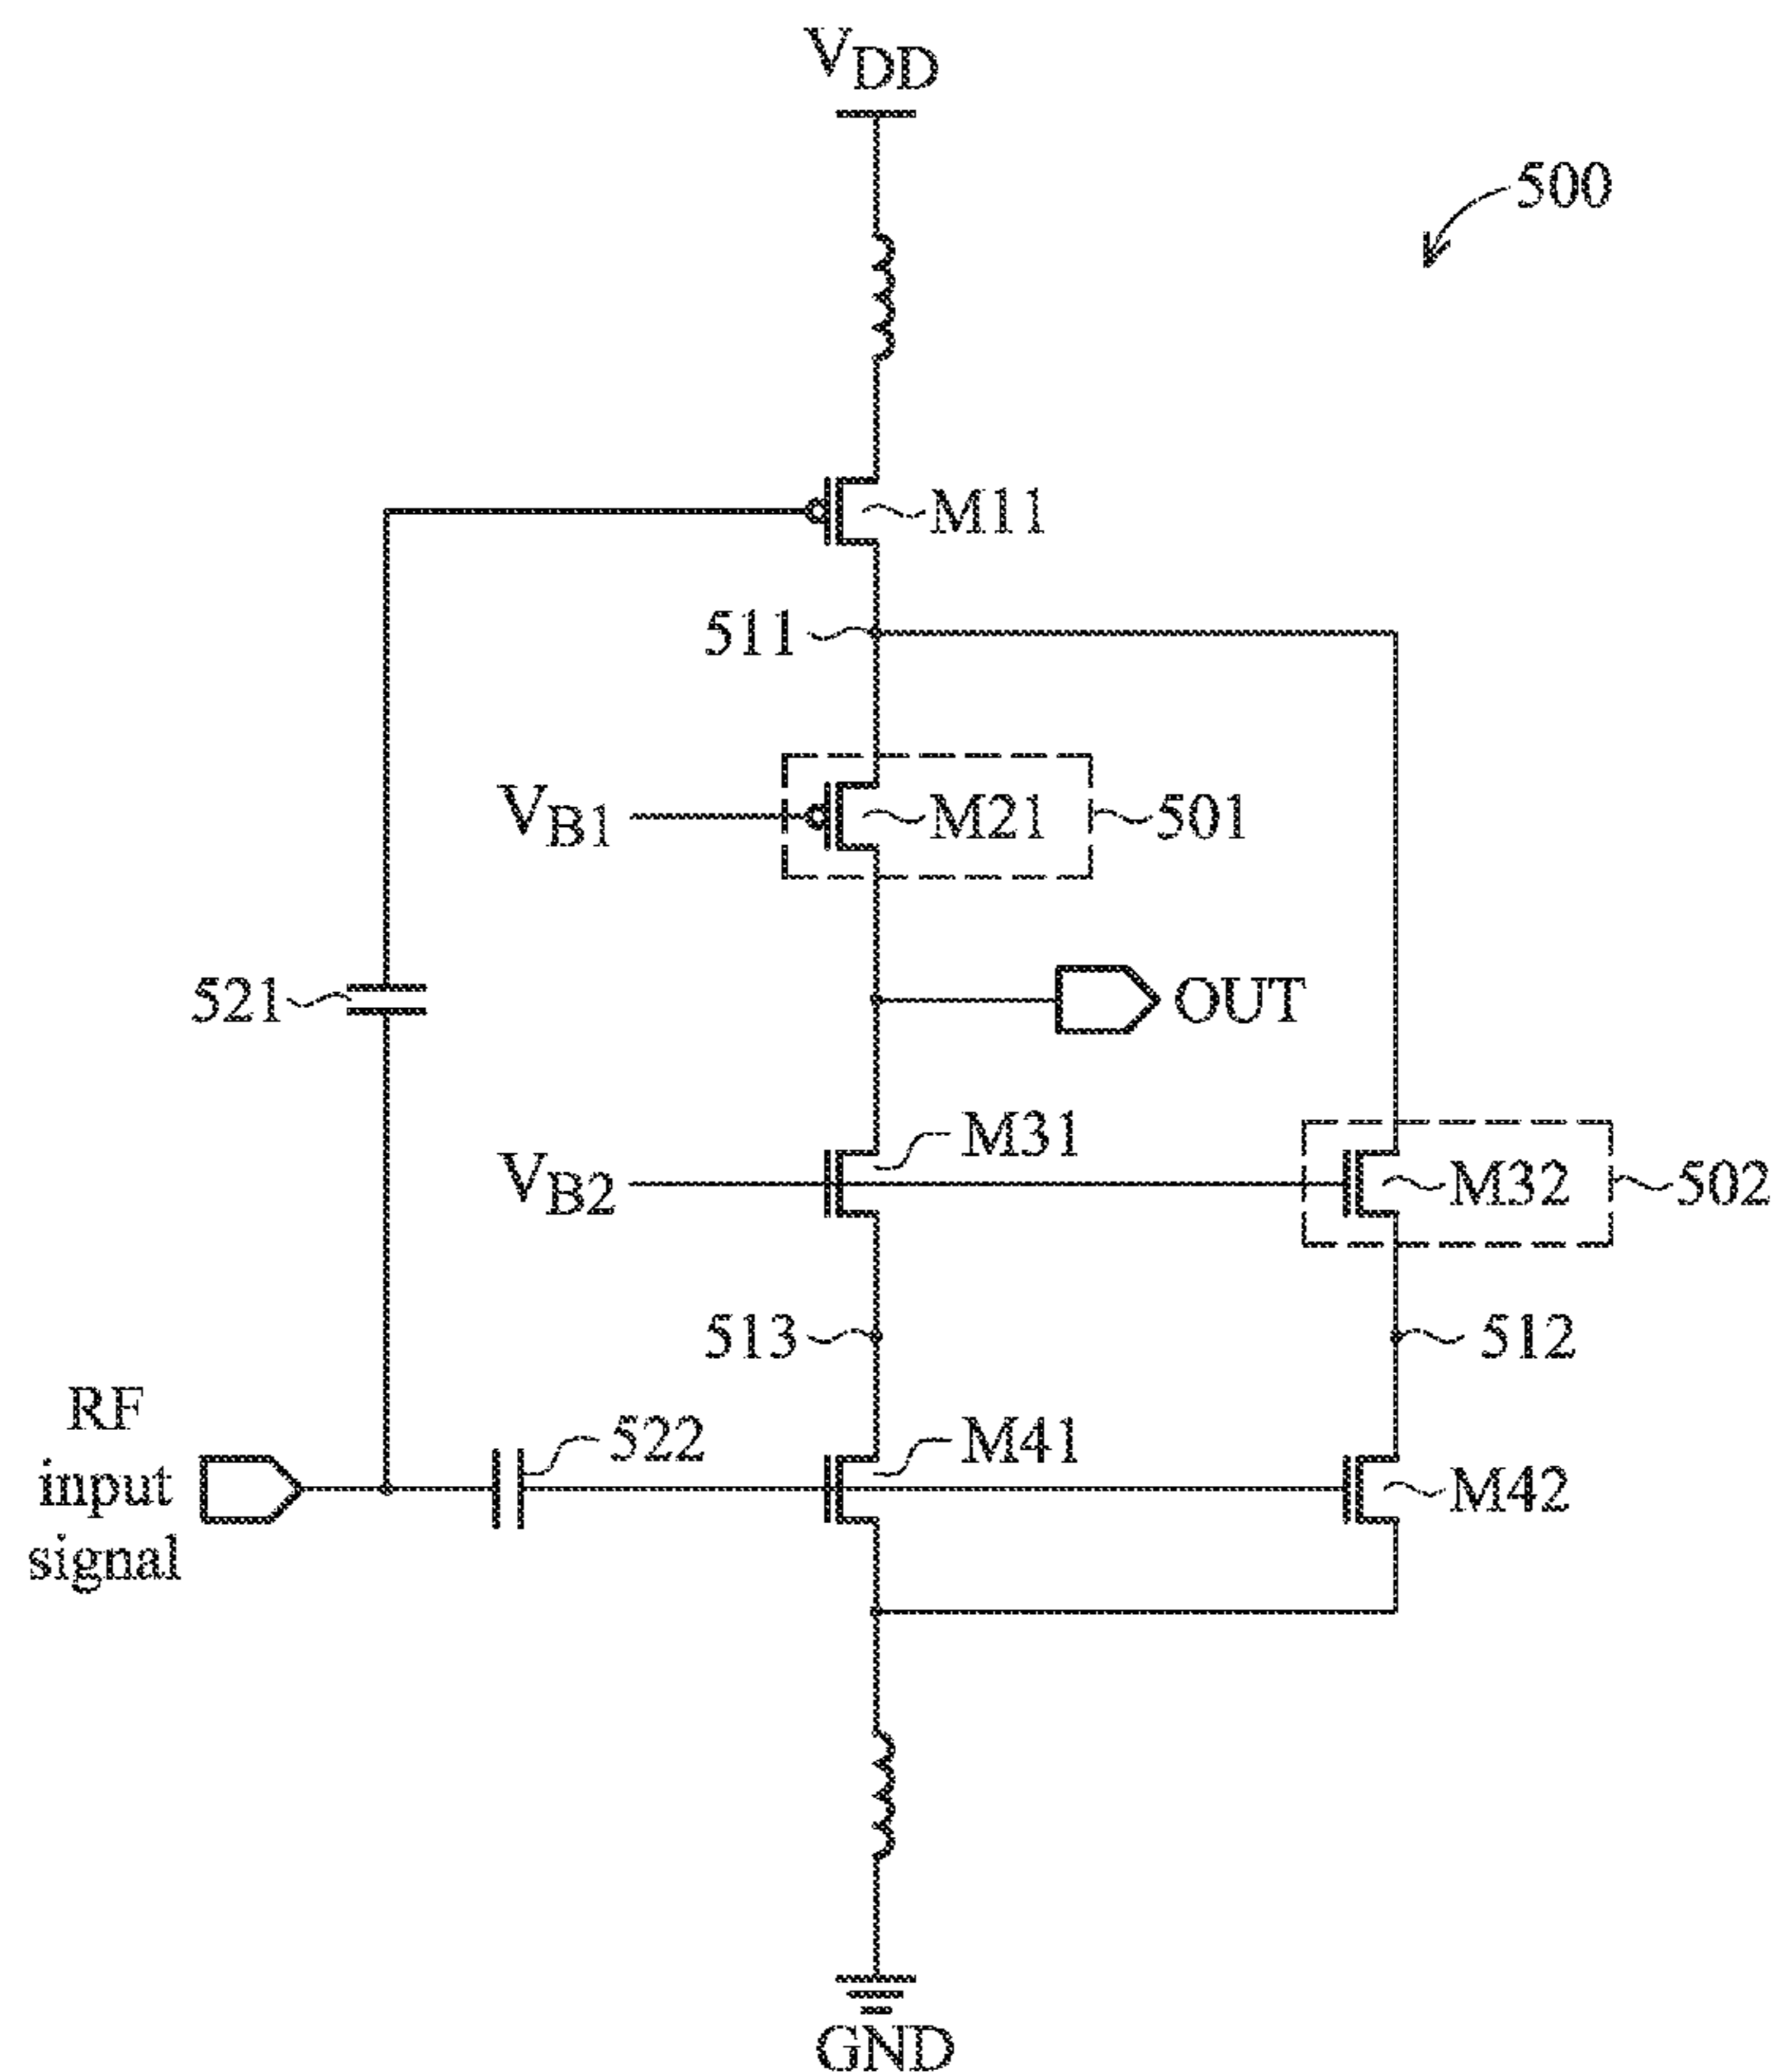 VDD
500
M11
511
VB1
M21
501
521
OUT
M31
VB2
M32
502
513
512
RF
input
signal
522
M41
M42
GND